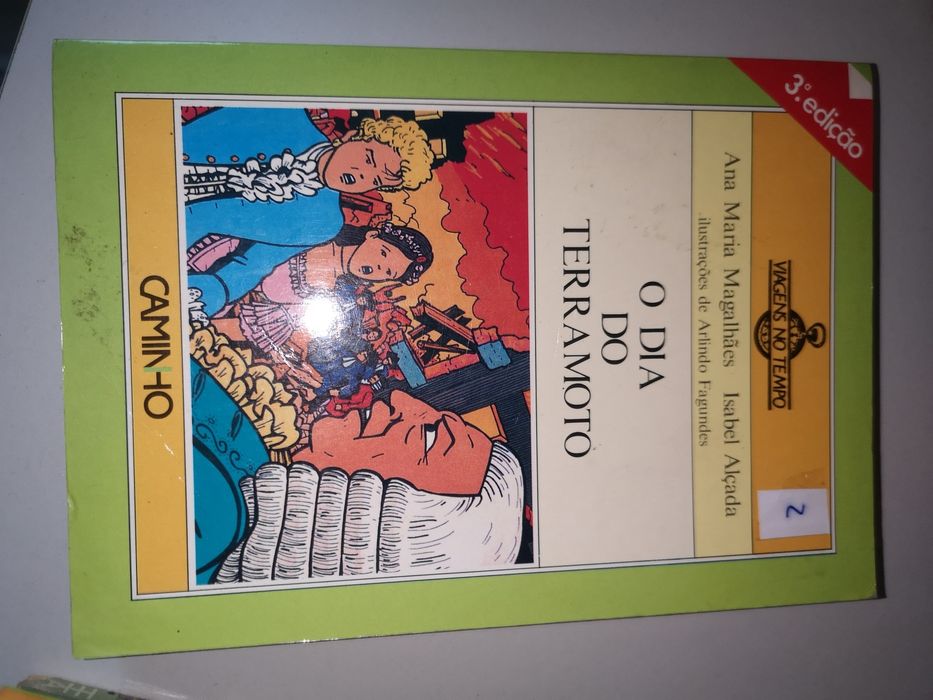 3.ª edição
VIAGENS NO TEMPO
2
Ana Maria Magalhães Isabel Alçada
ilustrações de Arlindo Fagundes
O DIA
DO
TERRAMOTO
CAMINHO